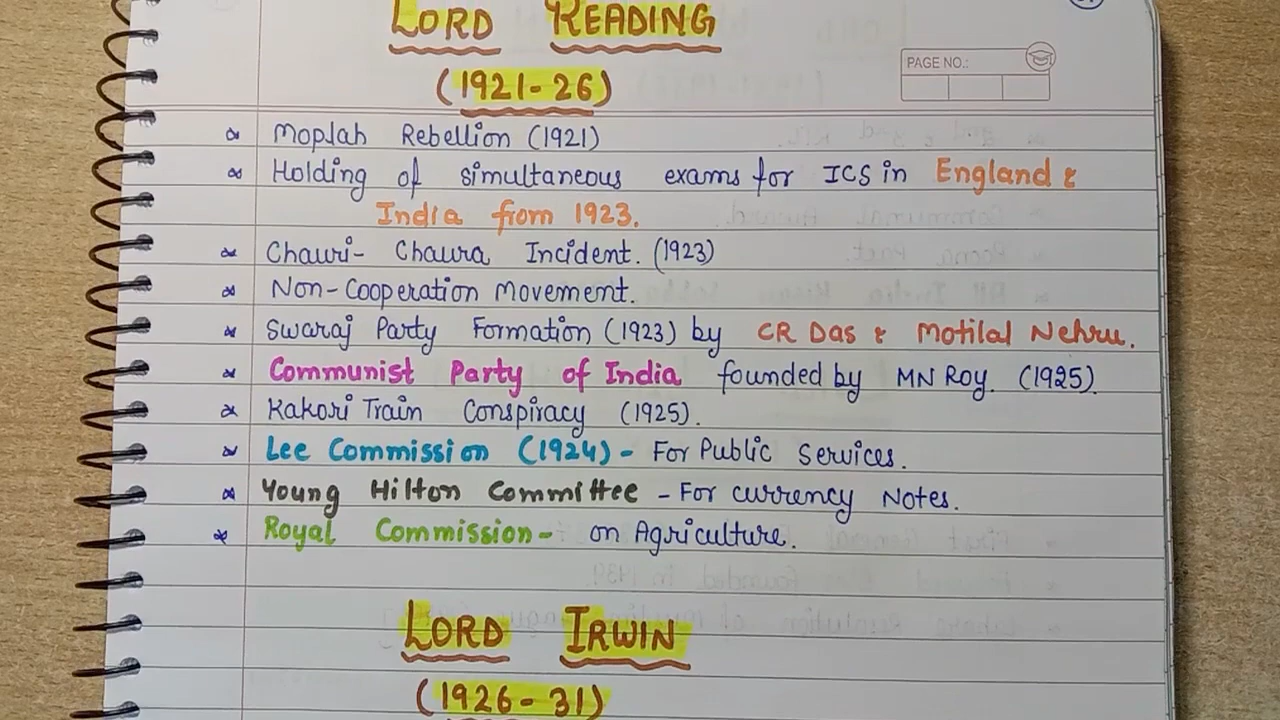 LORD READING
PAGE NO.:
(1921-26)
Moplah Rebellion (1921)
Holding of simultaneous exams for ICS in England &
India from 1923.
Chauri-Chaura Incident. (1923)
Non-Cooperation Movement.
Swaraj Party Formation (1923) by CR Das & Motilal Nehru.
Communist Party of India founded by MN Roy. (1925).
Kakori Train Conspiracy (1925).
Lee Commission (1924) - For Public Services.
Young Hilton Committee - For currency Notes.
Royal Commission - on Agriculture.
LORD IRWIN
(1926-31)